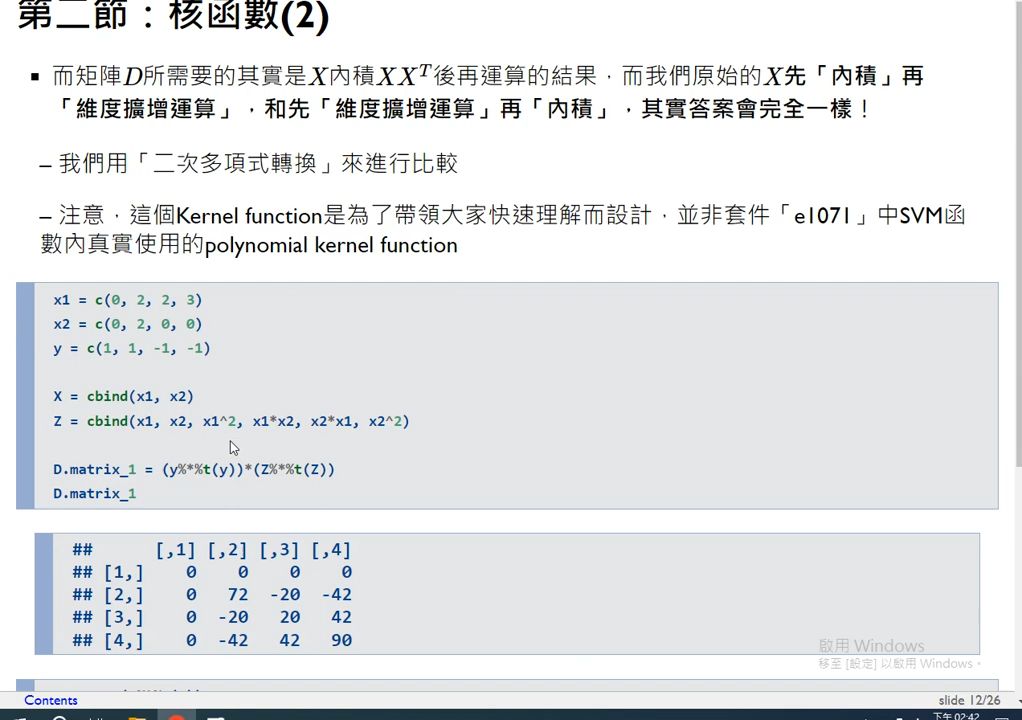 第二節：核函數(2)
▪ 而矩陣D所需要的其實是X內積XX^T後再運算的結果，而我們原始的X先「內積」再
「維度擴增運算」，和先「維度擴增運算」再「內積」，其實答案會完全一樣！
– 我們用「二次多項式轉換」來進行比較
– 注意，這個Kernel function是為了帶領大家快速理解而設計，並非套件「e1071」中SVM函
數內真實使用的polynomial kernel function
x1 = c(0, 2, 2, 3)
x2 = c(0, 2, 0, 0)
y = c(1, 1, -1, -1)
X = cbind(x1, x2)
Z = cbind(x1, x2, x1^2, x1*x2, x2*x1, x2^2)
D.matrix_1 = (y%*%t(y))*(Z%*%t(Z))
D.matrix_1
## [,1] [,2] [,3] [,4]
## [1,] 0 0 0 0
## [2,] 0 72 -20 -42
## [3,] 0 -20 20 42
## [4,] 0 -42 42 90
啟用 Windows
移至 [設定] 以啟用 Windows。
Contents
slide 12/26
下午 02:42